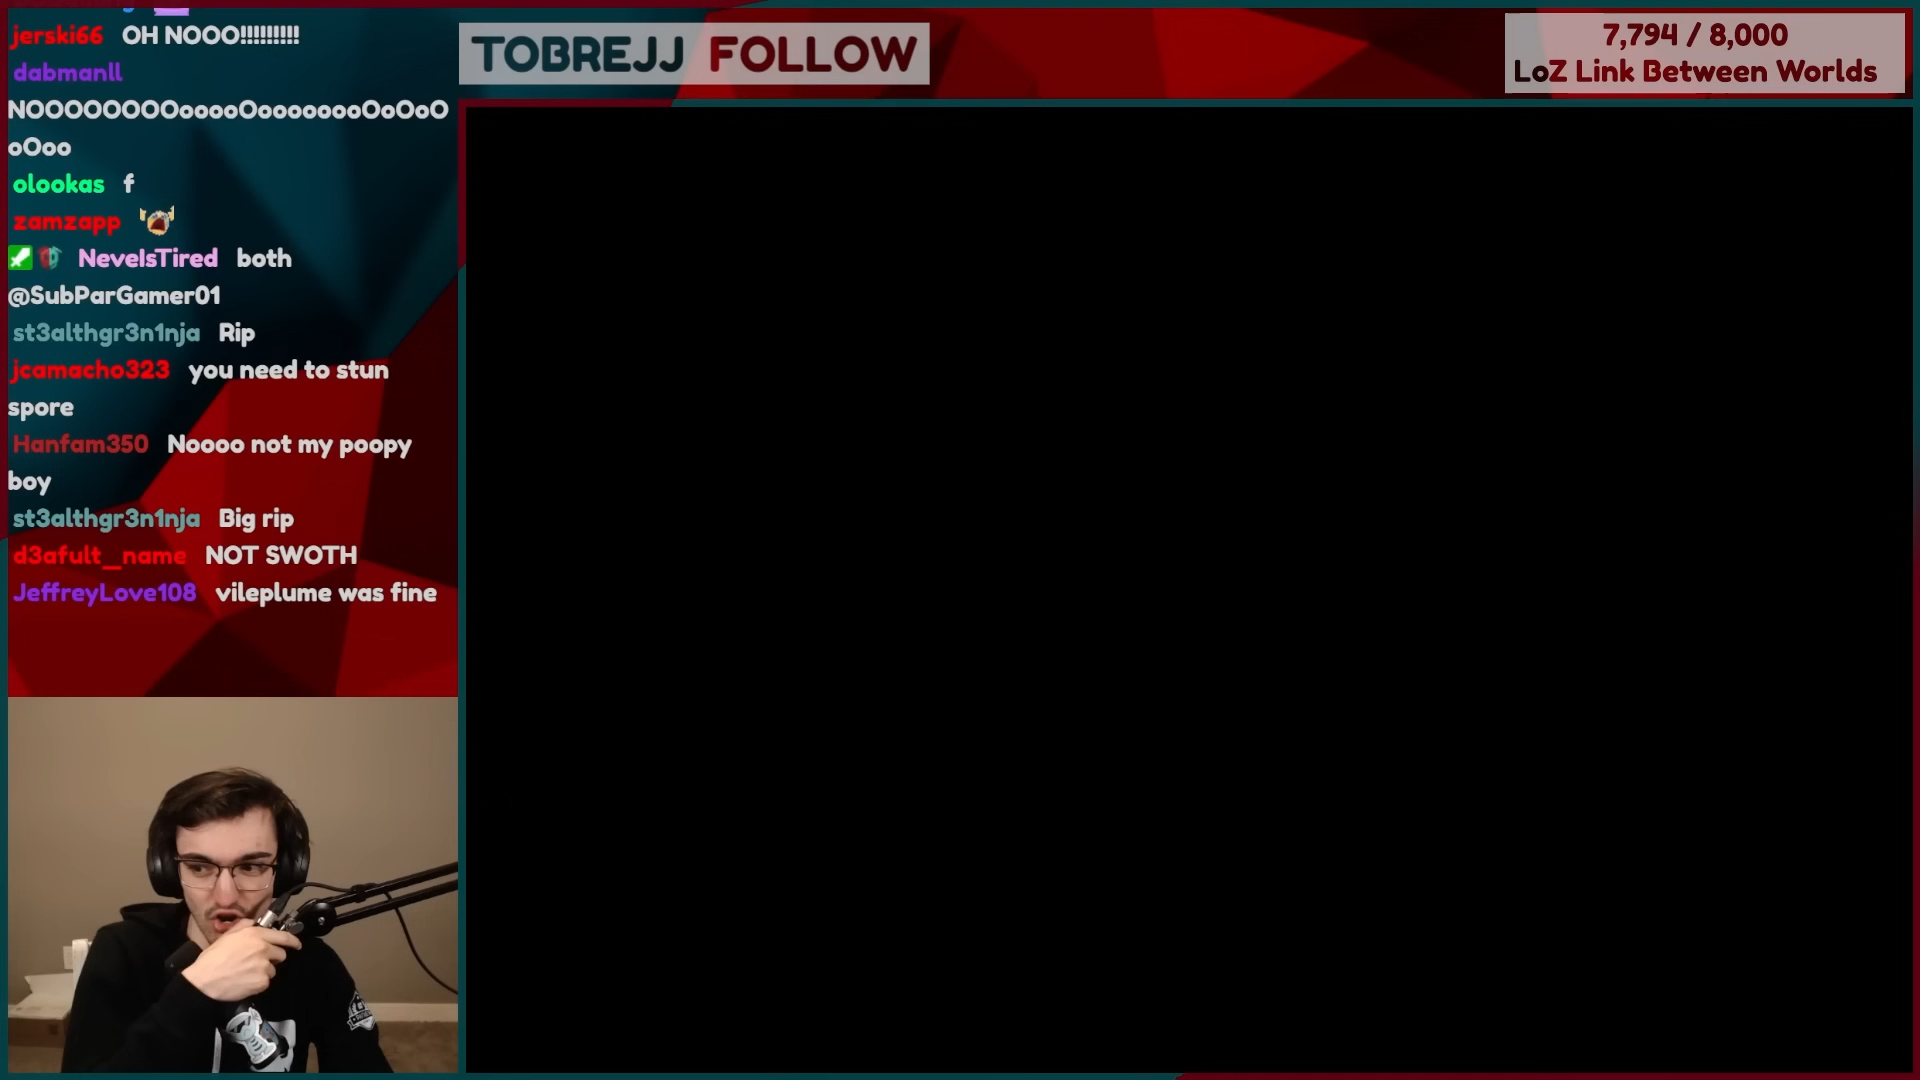 jerski66 OH NOOO!!!!!!!!!
dabmanll
NOOOOOOOOooooOooooooooOoOoO
oOoo
olookas f
zamzapp
NeveIsTired both
@SubParGamer01
st3althgr3n1nja Rip
jcamacho323 you need to stun
spore
Hanfam350 Noooo not my poopy
boy
st3althgr3n1nja Big rip
d3afult_name NOT SWOTH
JeffreyLove108 vileplume was fine
TOBREJJ FOLLOW
7,794 / 8,000
LoZ Link Between Worlds